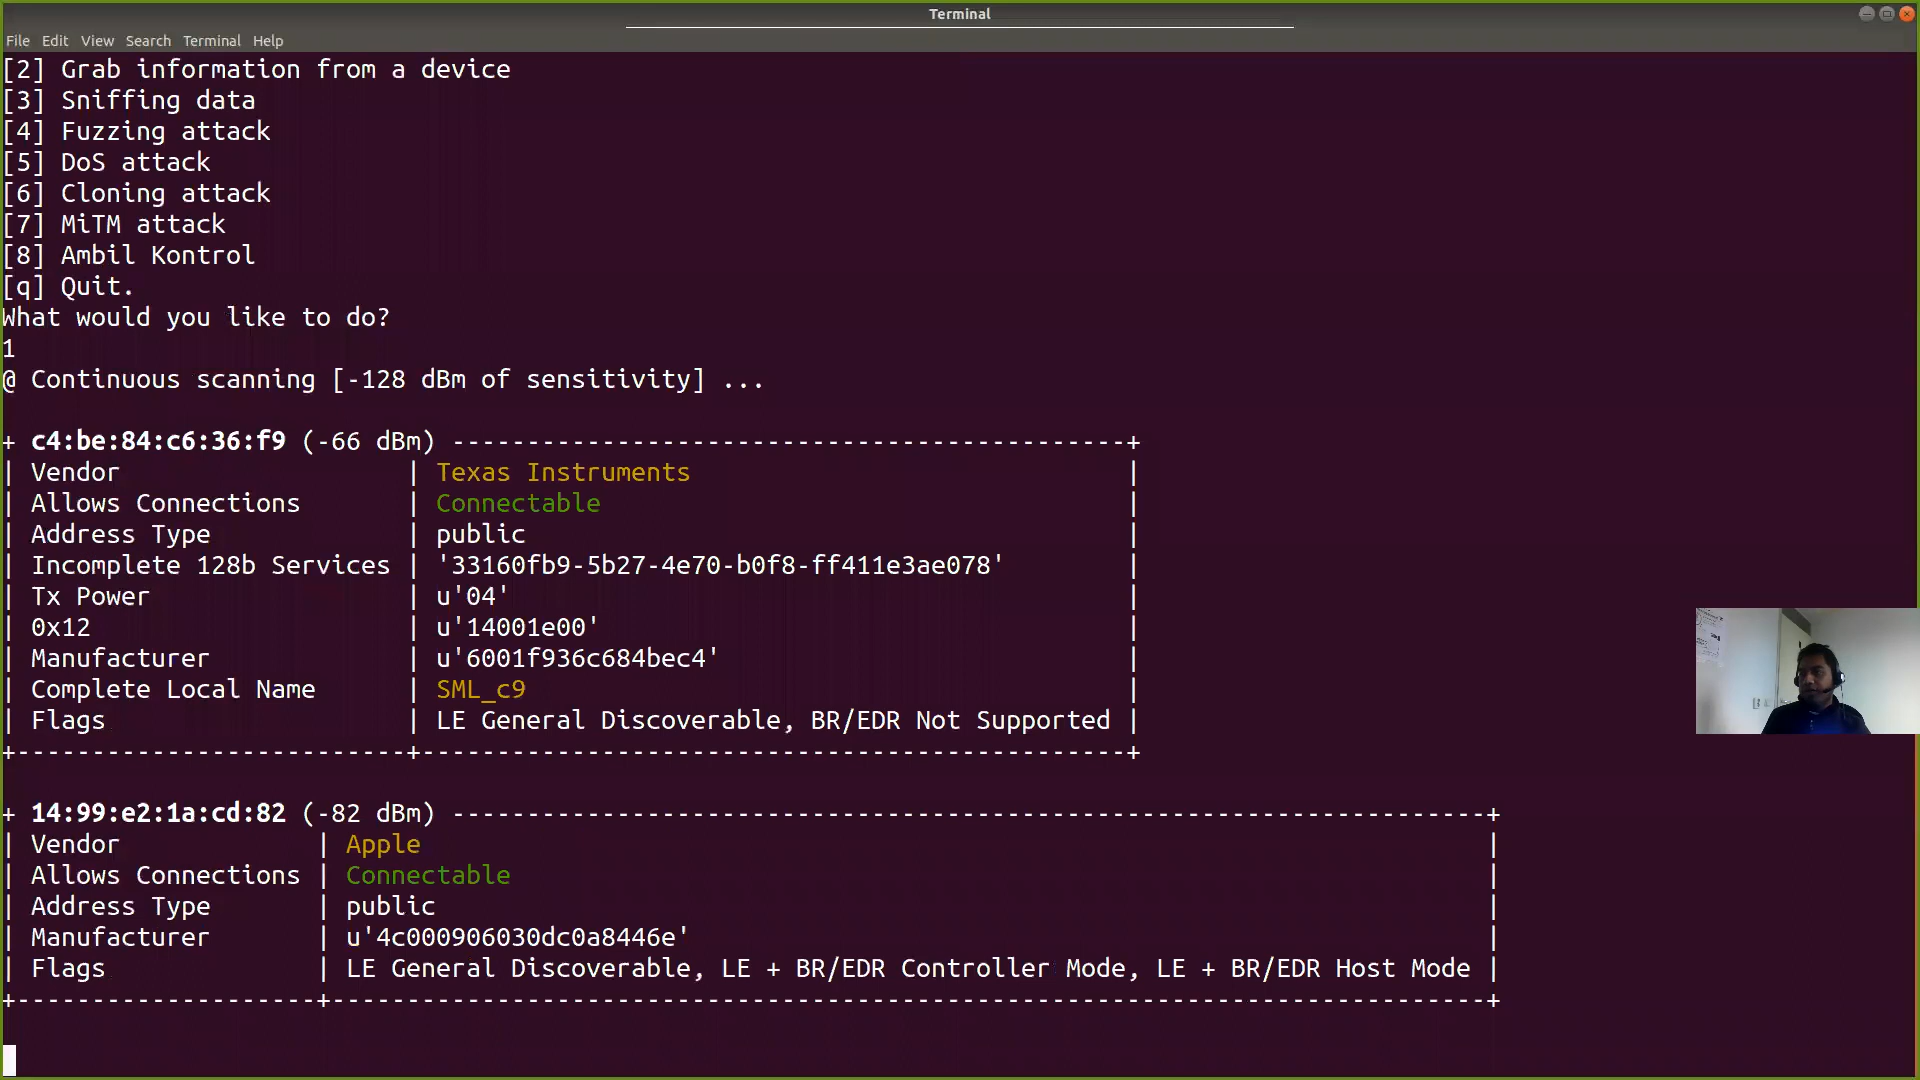 Terminal
File Edit View Search Terminal Help
[2] Grab information from a device
[3] Sniffing data
[4] Fuzzing attack
[5] DoS attack
[6] Cloning attack
[7] MiTM attack
[8] Ambil Kontrol
[q] Quit.
What would you like to do?
1
@ Continuous scanning [-128 dBm of sensitivity] ...
+ c4:be:84:c6:36:f9 (-66 dBm) ---------------------------------------------+
| Vendor | Texas Instruments |
| Allows Connections | Connectable |
| Address Type | public |
| Incomplete 128b Services | '33160fb9-5b27-4e70-b0f8-ff411e3ae078' |
| Tx Power | u'04' |
| 0x12 | u'14001e00' |
| Manufacturer | u'6001f936c684bec4' |
| Complete Local Name | SML_c9 |
| Flags | LE General Discoverable, BR/EDR Not Supported |
+--------------------------+-----------------------------------------------+
+ 14:99:e2:1a:cd:82 (-82 dBm) ---------------------------------------------------------------------+
| Vendor | Apple |
| Allows Connections | Connectable |
| Address Type | public |
| Manufacturer | u'4c000906030dc0a8446e' |
| Flags | LE General Discoverable, LE + BR/EDR Controller Mode, LE + BR/EDR Host Mode |
+--------------------+-----------------------------------------------------------------------------+